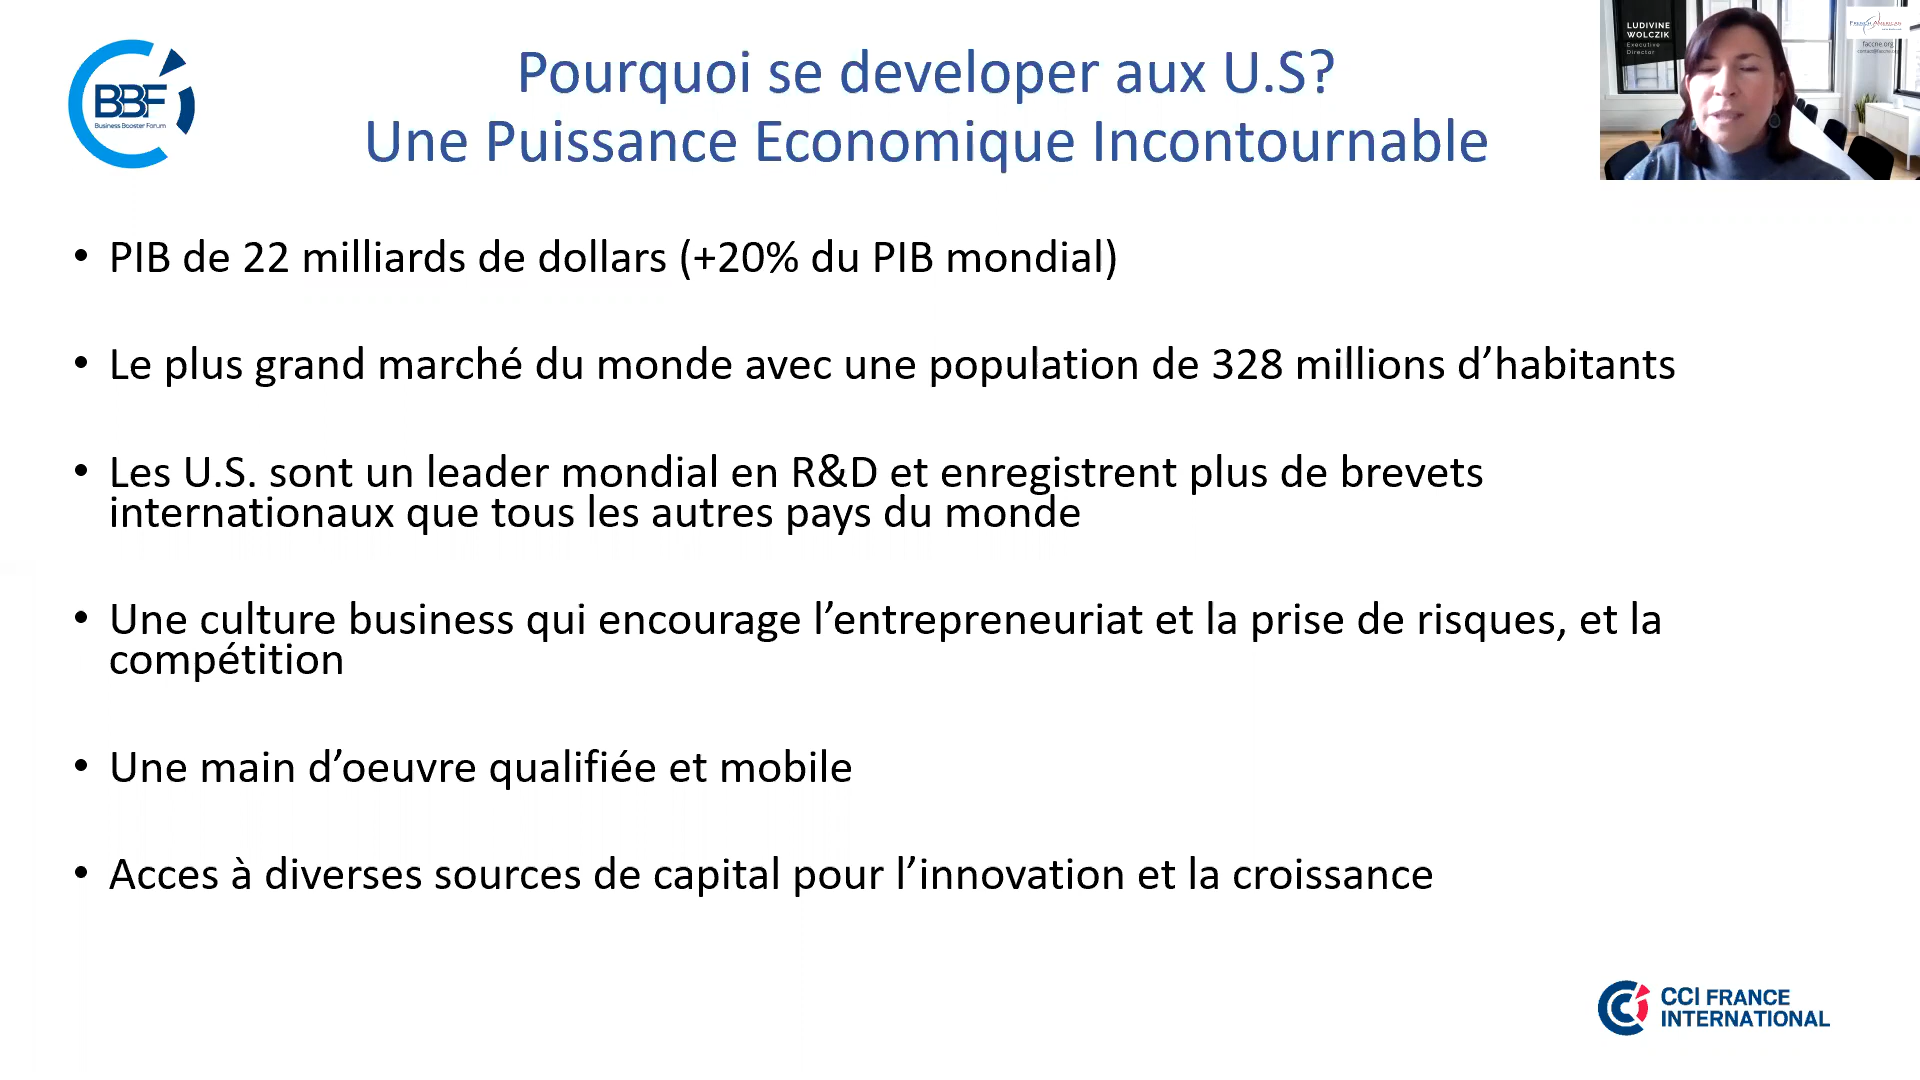 BBF
Business Booster Forum
Pourquoi se developer aux U.S?
Une Puissance Economique Incontournable
LUDIVINE
WOLCZIK
Executive
Director
FRENCH AMERICAN
faccne.org
• PIB de 22 milliards de dollars (+20% du PIB mondial)
• Le plus grand marché du monde avec une population de 328 millions d’habitants
• Les U.S. sont un leader mondial en R&D et enregistrent plus de brevets
internationaux que tous les autres pays du monde
• Une culture business qui encourage l’entrepreneuriat et la prise de risques, et la
compétition
• Une main d’oeuvre qualifiée et mobile
• Acces à diverses sources de capital pour l’innovation et la croissance
CCI FRANCE
INTERNATIONAL